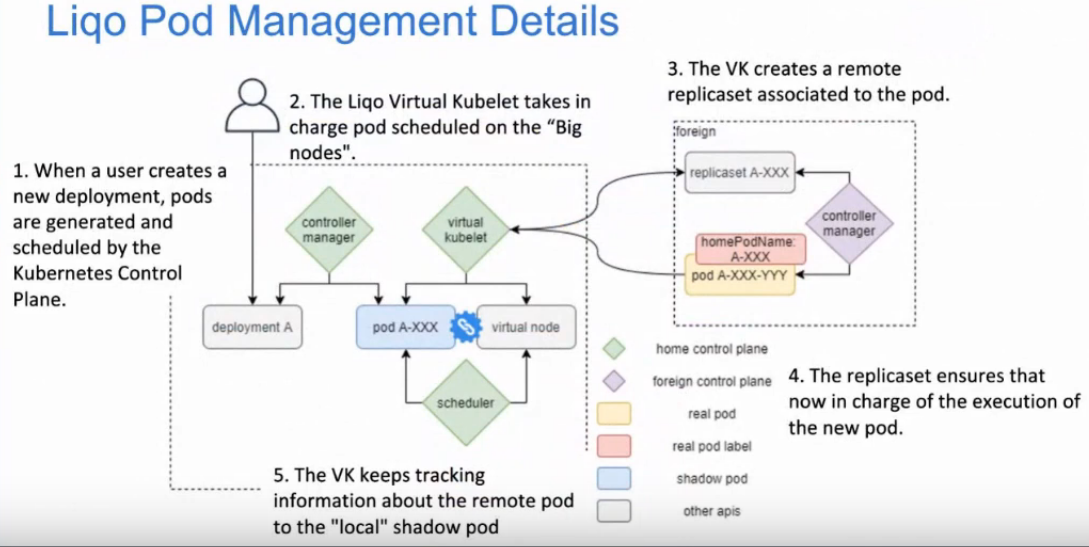 Liqo Pod Management Details
1. When a user creates a
new deployment, pods
are generated and
scheduled by the
Kubernetes Control
Plane.
2. The Liqo Virtual Kubelet takes in
charge pod scheduled on the “Big
nodes".
3. The VK creates a remote
replicaset associated to the pod.
foreign
replicaset A-XXX
controller
manager
homePodName:
A-XXX
pod A-XXX-YYY
controller
manager
virtual
kubelet
deployment A
pod A-XXX
virtual node
scheduler
home control plane
foreign control plane
real pod
real pod label
shadow pod
other apis
4. The replicaset ensures that
now in charge of the execution of
the new pod.
5. The VK keeps tracking
information about the remote pod
to the "local" shadow pod